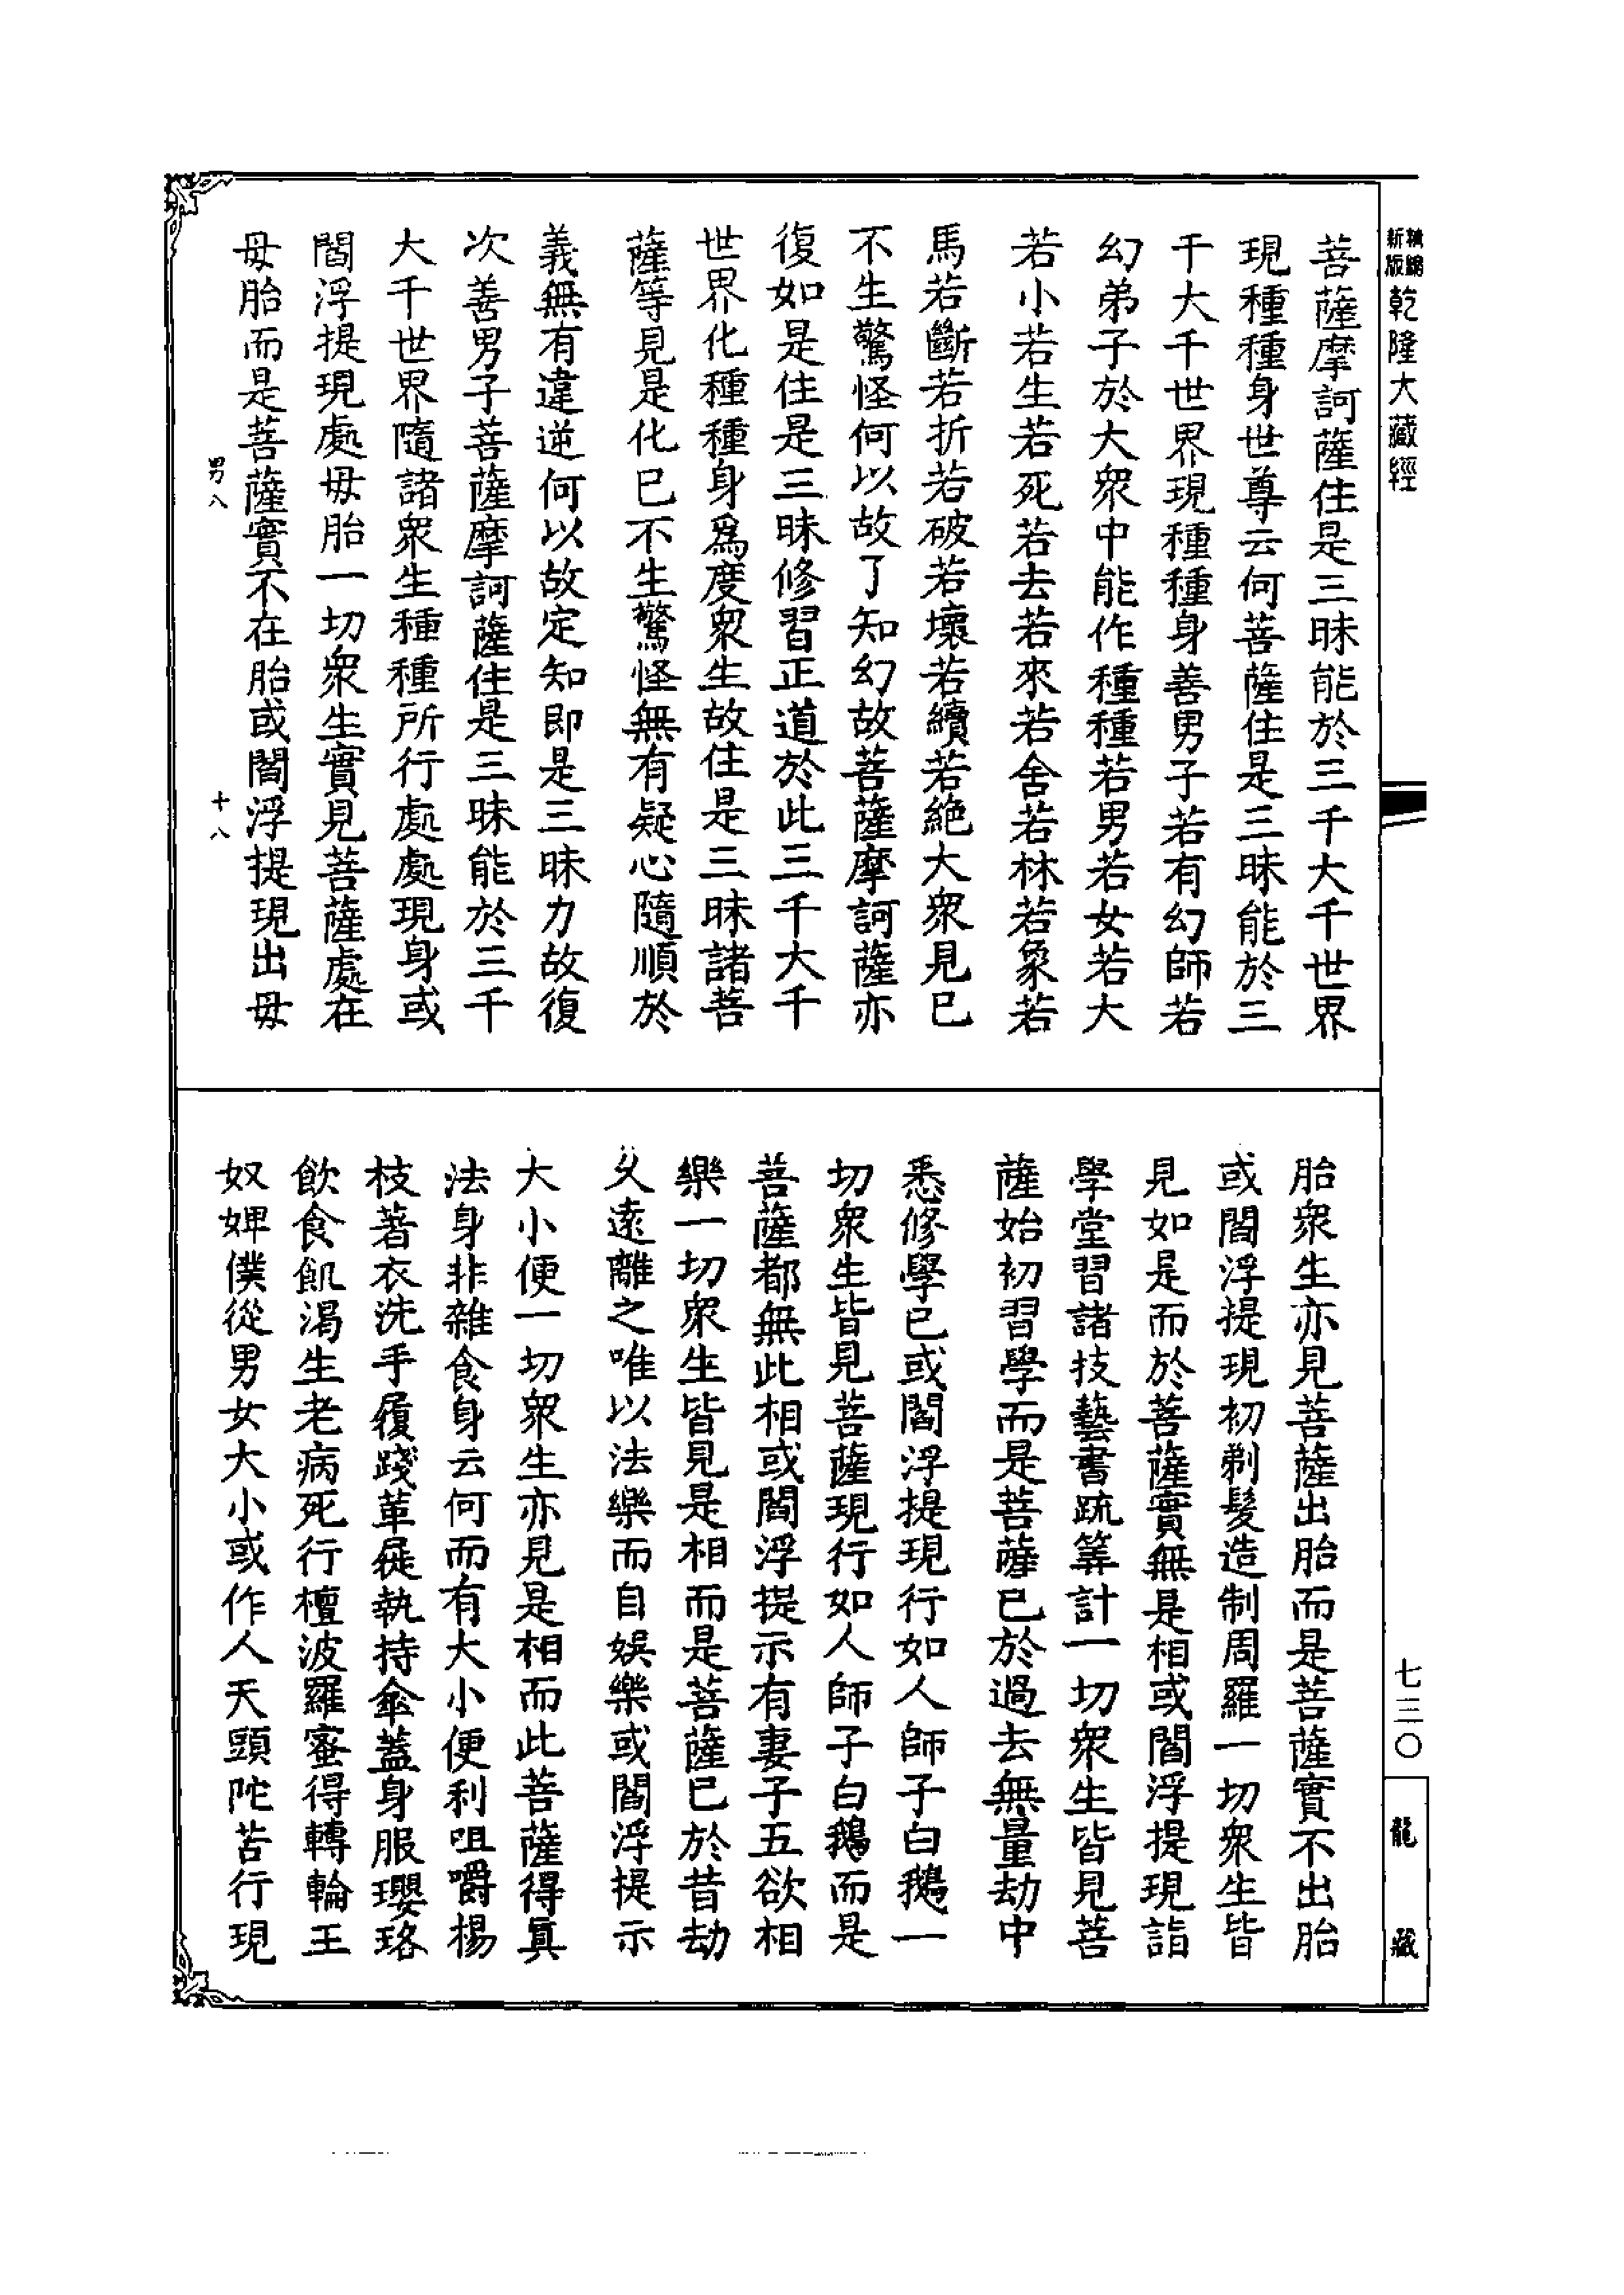 新版
精縮
乾隆大藏經
菩薩摩訶薩住是三昧能於三千大千世界
現種種身世尊云何菩薩住是三昧能於三
千大千世界現種種身善男子若有幻師若
幻弟子於大衆中能作種種若男若女若大
若小若生若死若去若來若舍若林若象若
馬若斷若折若破若壞若續若絶大衆見已
不生驚怪何以故了知幻故菩薩摩訶薩亦
復如是住是三昧修習正道於此三千大千
世界化種種身爲度衆生故住是三昧諸菩
薩等見是化已不生驚怪無有疑心隨順於
義無有違逆何以故定知即是三昧力故復
次善男子菩薩摩訶薩住是三昧能於三千
大千世界隨諸衆生種種所行處處現身或
閻浮提現處母胎一切衆生實見菩薩處在
母胎而是菩薩實不在胎或閻浮提現出母
男八
十八
胎衆生亦見菩薩出胎而是菩薩實不出胎
或閻浮提現初剃髮造制周羅一切衆生皆
見如是而於菩薩實無是相或閻浮提現詣
學堂習諸技藝書疏筭計一切衆生皆見菩
薩始初習學而是菩薩已於過去無量劫中
悉修學已或閻浮提現行如人師子白鵝一
切衆生皆見菩薩現行如人師子白鵝而是
菩薩都無此相或閻浮提示有妻子五欲相
樂一切衆生皆見是相而是菩薩已於昔劫
久遠離之唯以法樂而自娛樂或閻浮提示
大小便一切衆生亦見是相而此菩薩得眞
法身非雜食身云何而有大小便利咀嚼楊
枝著衣洗手履踐革屣執持傘蓋身服瓔珞
飲食飢渴生老病死行檀波羅蜜得轉輪王
奴婢僕從男女大小或作人天頭陀苦行現
七三〇
龍藏